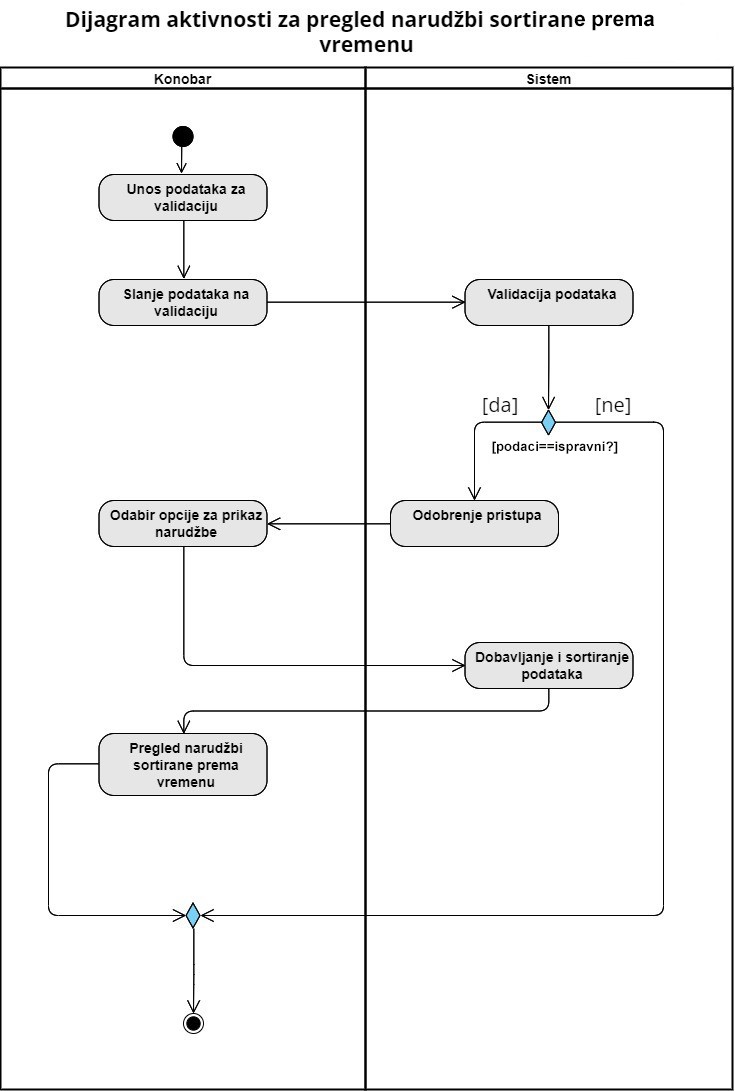 Dijagram aktivnosti za pregled narudžbi sortirane prema
vremenu
Konobar
Sistem
Unos podataka za
validaciju
Slanje podataka na
validaciju
Validacija podataka
[da]
[ne]
[podaci==ispravni?]
Odabir opcije za prikaz
narudžbe
Odobrenje pristupa
Dobavljanje i sortiranje
podataka
Pregled narudžbi
sortirane prema
vremenu